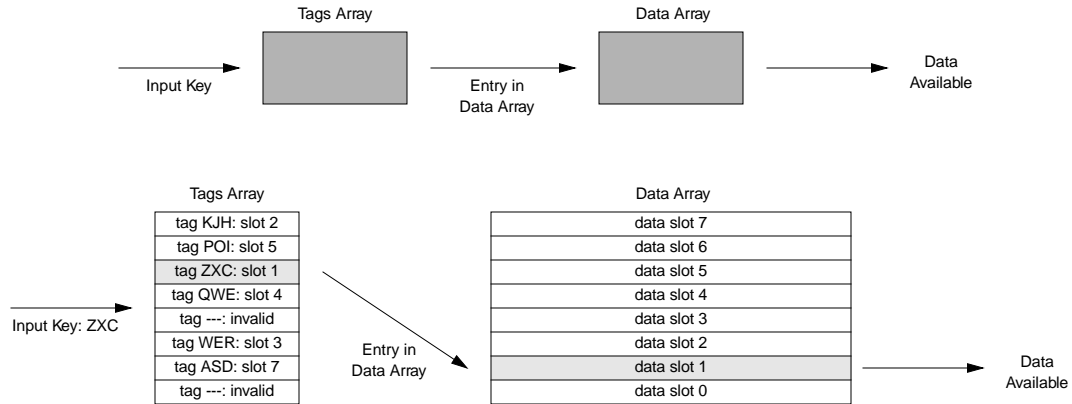 Tags Array
Data Array
Input Key
Entry in
Data Array
Data
Available
Tags Array
Data Array
tag KJH: slot 2
tag POI: slot 5
tag ZXC: slot 1
tag QWE: slot 4
tag ---: invalid
tag WER: slot 3
tag ASD: slot 7
tag ---: invalid
Input Key: ZXC
Entry in
Data Array
data slot 7
data slot 6
data slot 5
data slot 4
data slot 3
data slot 2
data slot 1
data slot 0
Data
Available